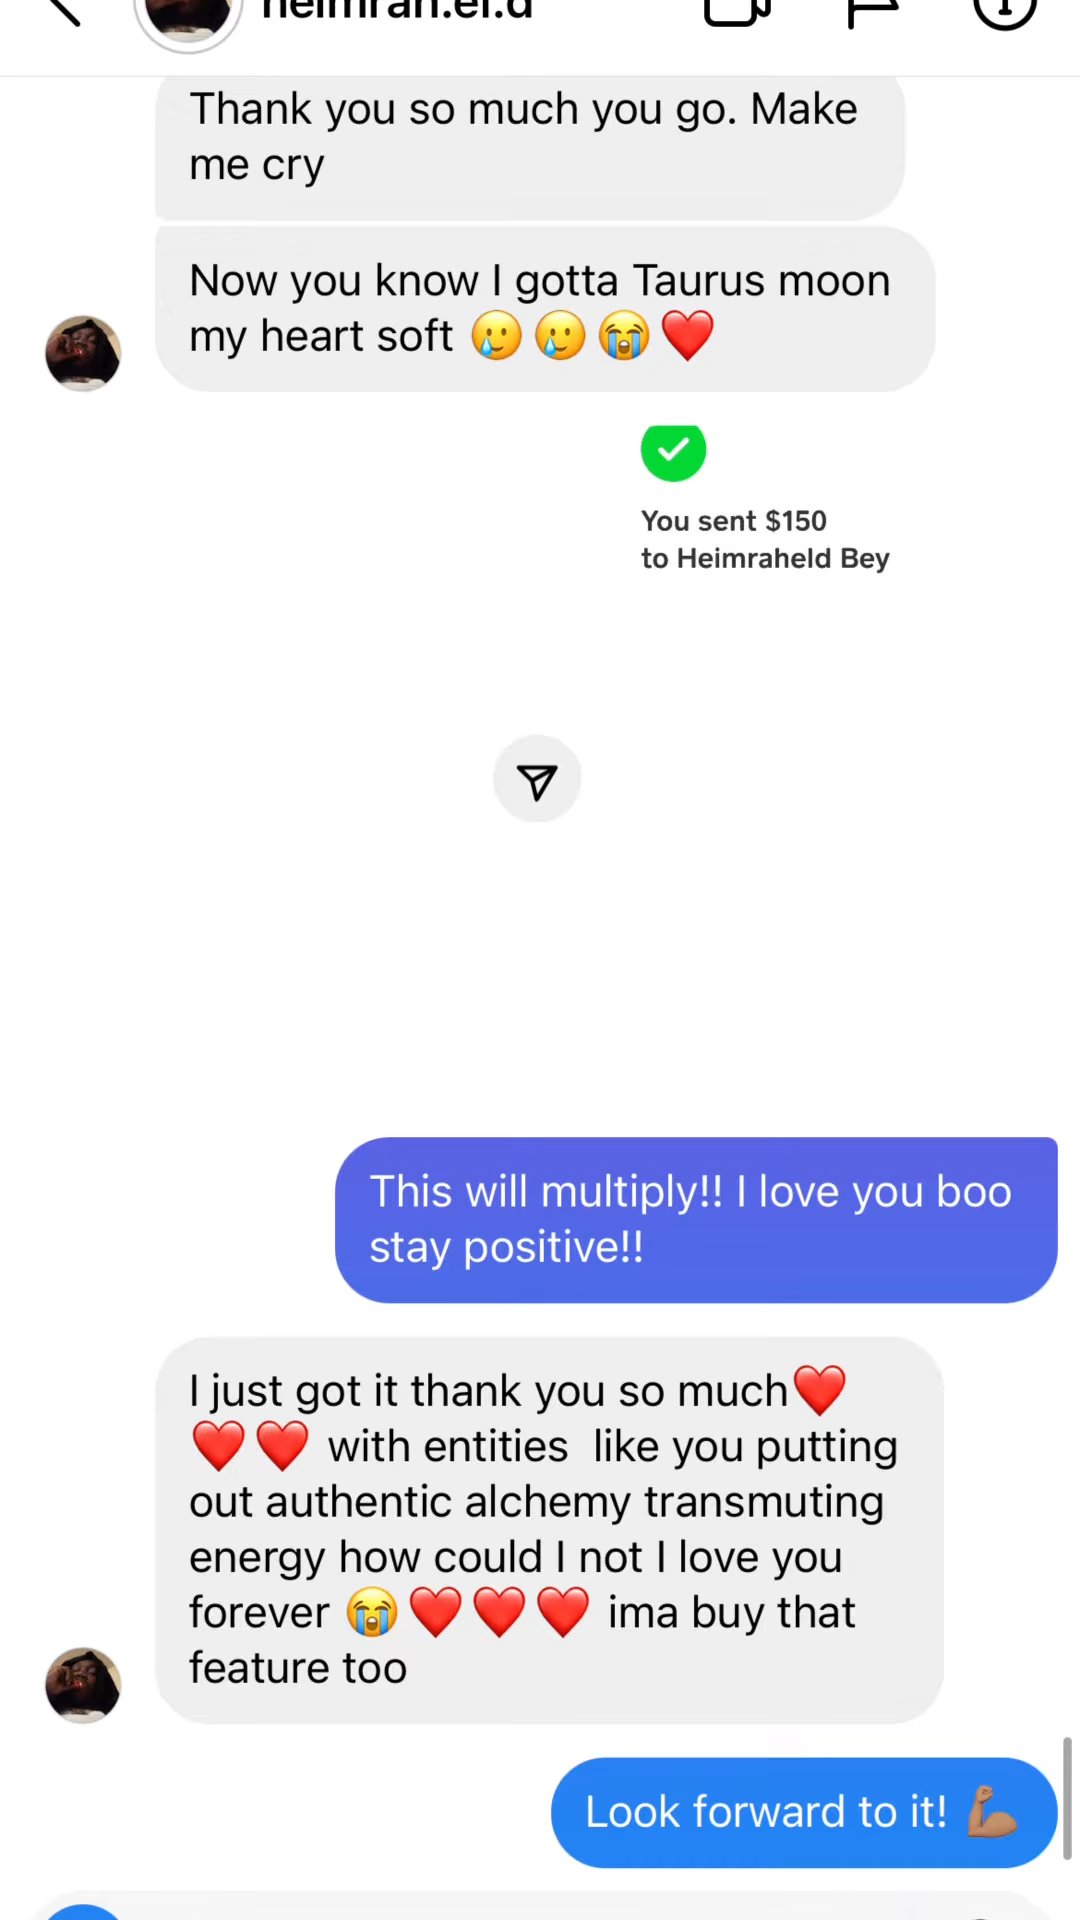 heimrah.el.d
Thank you so much you go. Make
me cry
Now you know I gotta Taurus moon
my heart soft 🥲🥲😭❤️
You sent $150
to Heimraheld Bey
This will multiply!! I love you boo
stay positive!!
I just got it thank you so much❤️
❤️❤️ with entities  like you putting
out authentic alchemy transmuting
energy how could I not I love you
forever 😭❤️❤️❤️ ima buy that
feature too
Look forward to it! 💪🏽